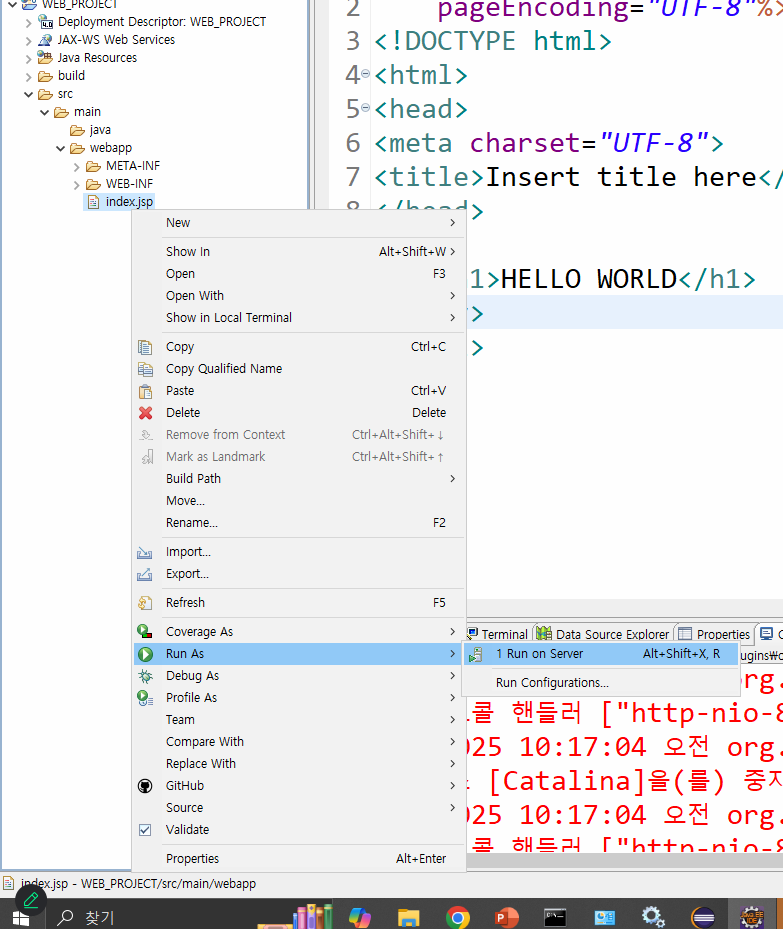 WEB_PROJECT
Deployment Descriptor: WEB_PROJECT
JAX-WS Web Services
Java Resources
build
src
main
java
webapp
META-INF
WEB-INF
index.jsp
2 pageEncoding="UTF-8"%>
3 <!DOCTYPE html>
4 <html>
5 <head>
6 <meta charset="UTF-8">
7 <title>Insert title here</
8 </head>
1>HELLO WORLD</h1>
>
>
New
Show In Alt+Shift+W
Open F3
Open With
Show in Local Terminal
Copy Ctrl+C
Copy Qualified Name
Paste Ctrl+V
Delete Delete
Remove from Context Ctrl+Alt+Shift+↓
Mark as Landmark Ctrl+Alt+Shift+↑
Build Path
Move...
Rename... F2
Import...
Export...
Refresh F5
Coverage As
Run As
Debug As
Profile As
Team
Compare With
Replace With
GitHub
Source
Validate
Properties Alt+Enter
1 Run on Server Alt+Shift+X, R
Run Configurations...
Terminal Data Source Explorer Properties
org.
콜 핸들러 ["http-nio-8
025 10:17:04 오전 org.
[Catalina]을(를) 중지
025 10:17:04 오전 org.
콜 핸들러 ["http-nio-8
index.jsp - WEB_PROJECT/src/main/webapp
찾기